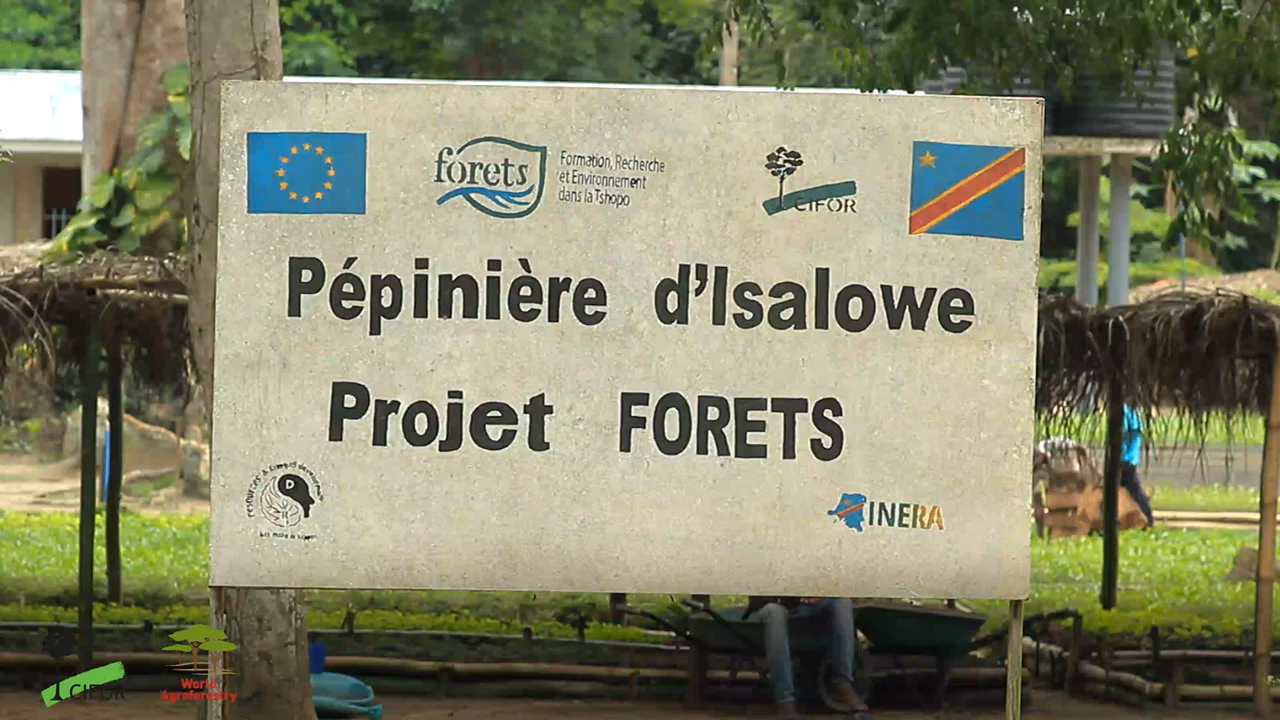 forets
Formation, Recherche
et Environnement
dans la Tshopo
CIFOR
Pépinière d'Isalowe
Projet FORETS
D
INERA
CIFOR
World
Agroforestry